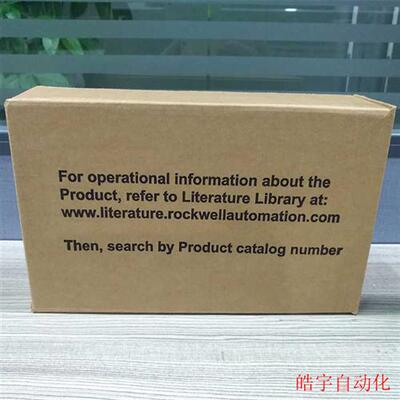 For operational information about the
Product, refer to Literature Library at:
www.literature.rockwellautomation.com
Then, search by Product catalog number
皓宇自动化